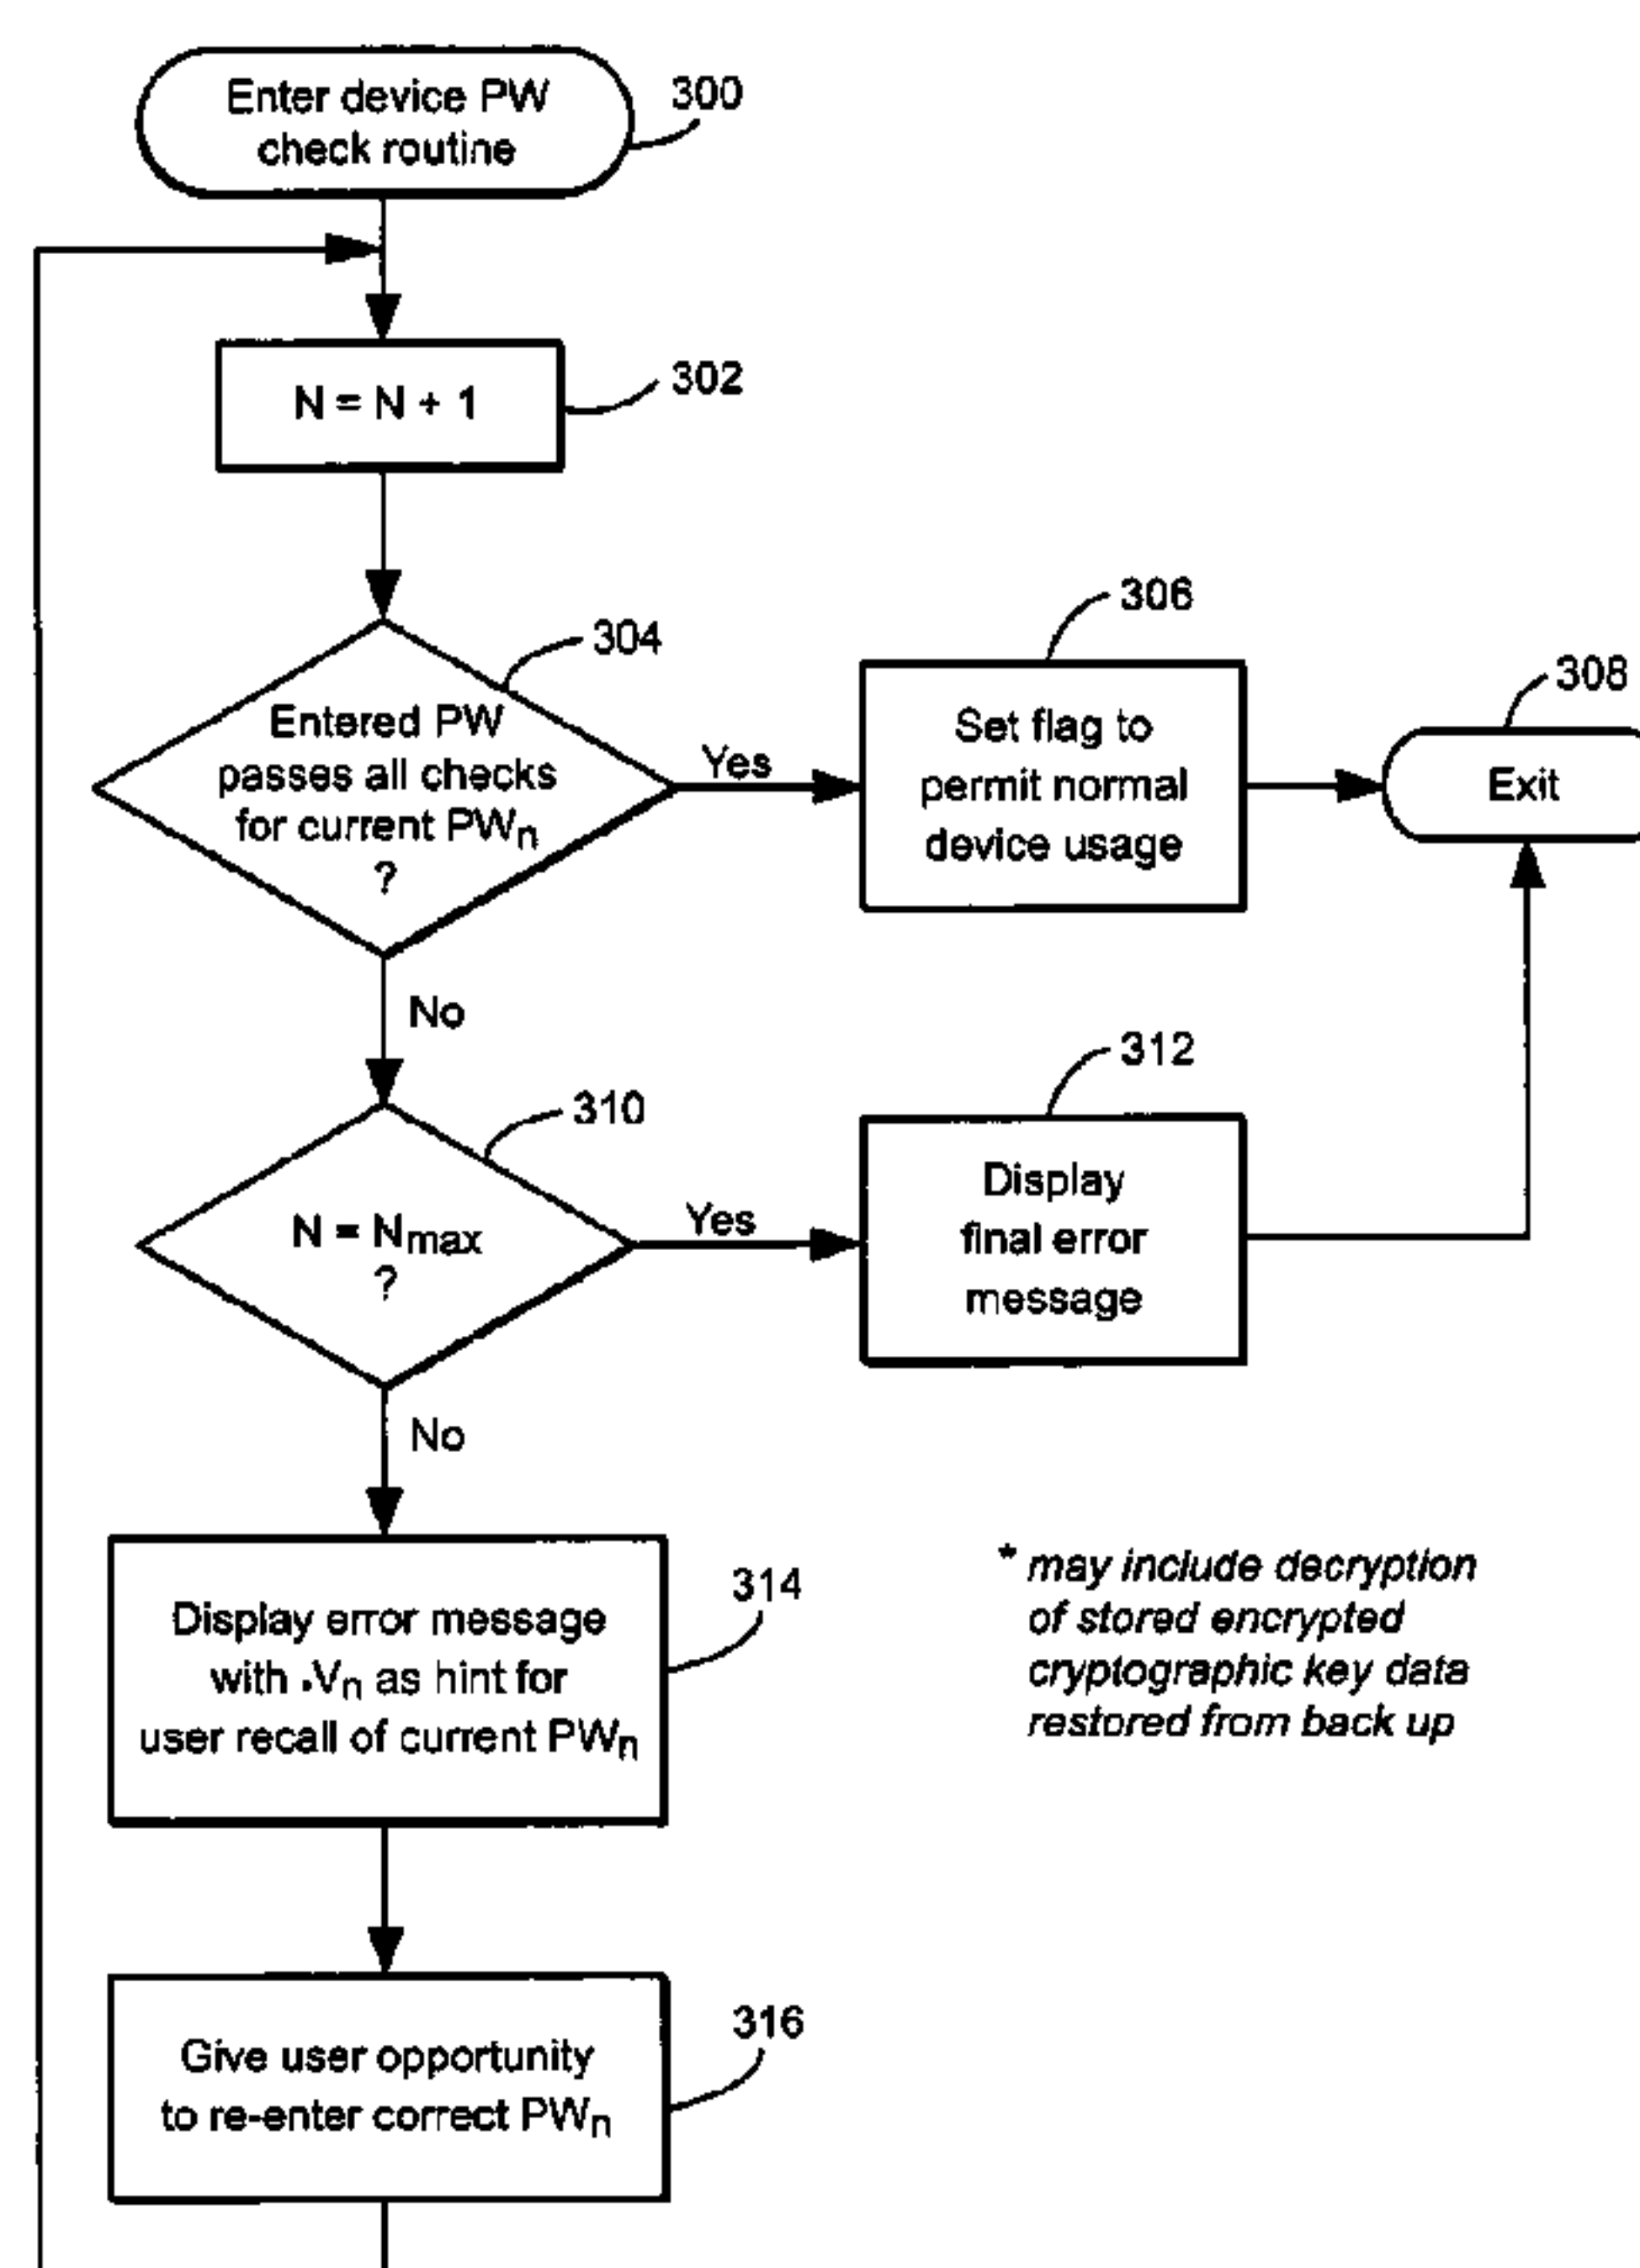 Enter device PW
check routine
300
N = N + 1
302
304
Entered PW
passes all checks
for current PWn
?
Yes
306
Set flag to
permit normal
device usage
308
Exit
No
310
N = Nmax
?
Yes
312
Display
final error
message
No
314
Display error message
with •Vn as hint for
user recall of current PWn
* may include decryption
of stored encrypted
cryptographic key data
restored from back up
316
Give user opportunity
to re-enter correct PWn